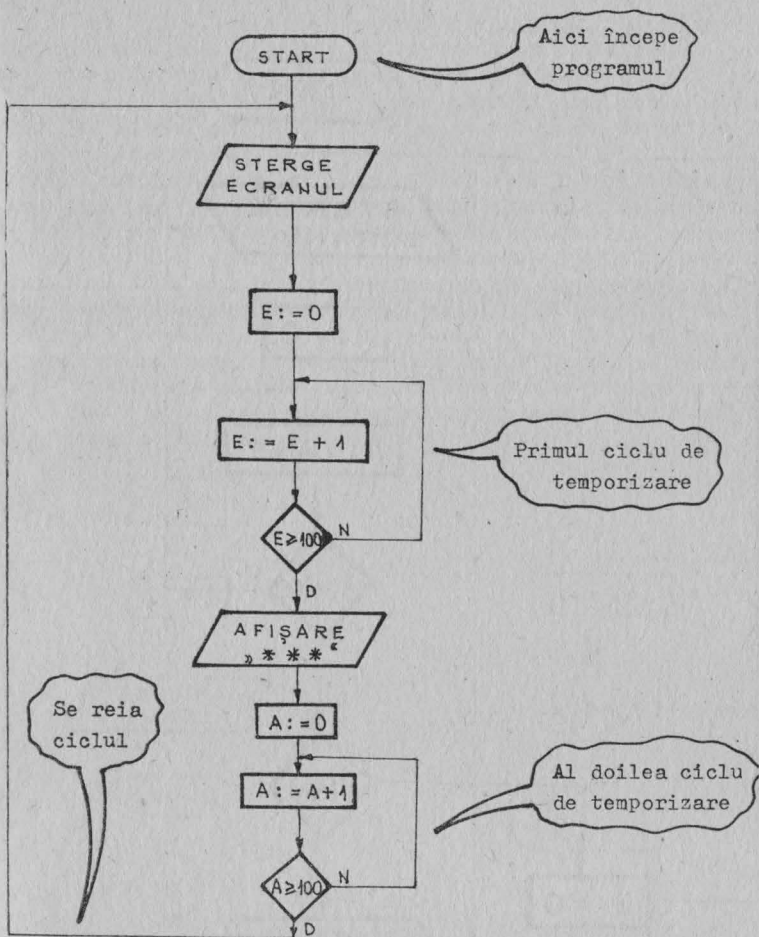 START
Aici începe
programul
STERGE
ECRANUL
E:=0
E:= E + 1
Primul ciclu de
temporizare
E≥100
N
D
AFIȘARE
„***“
Se reia
ciclul
A:=0
A:=A+1
Al doilea ciclu
de temporizare
A≥100
N
D